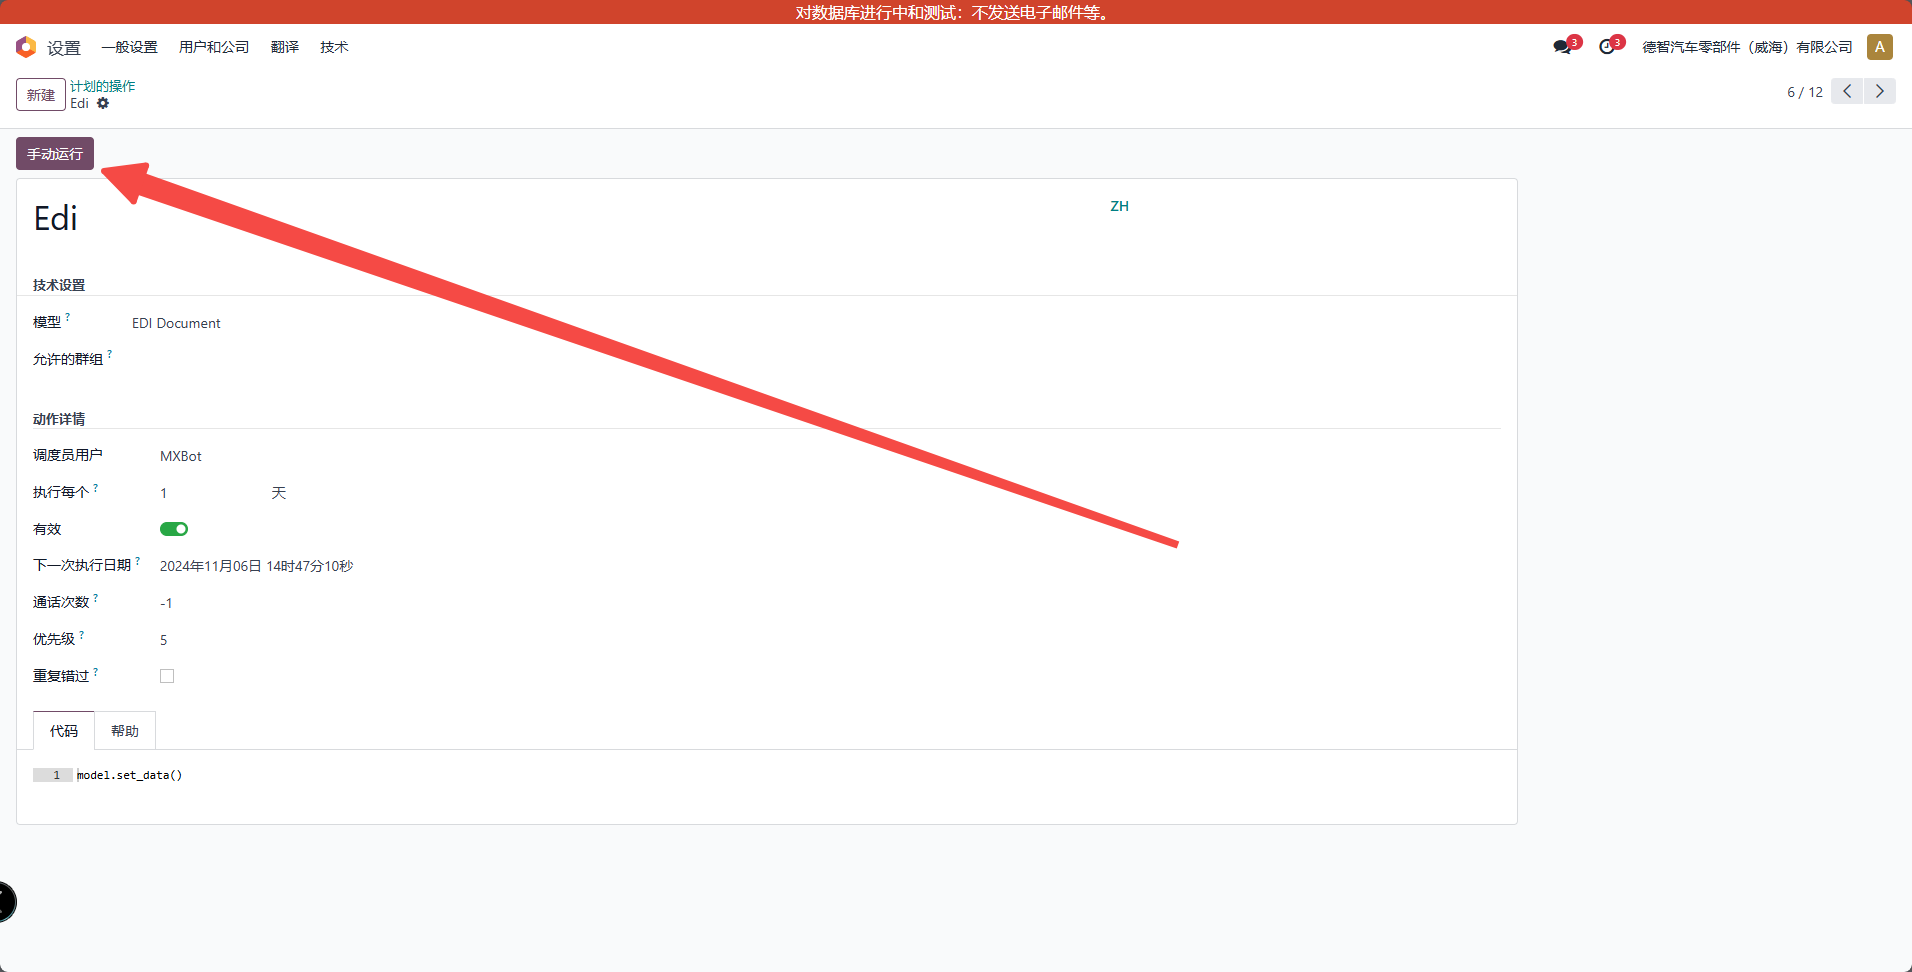 对数据库进行中和测试：不发送电子邮件等。
设置 一般设置 用户和公司 翻译 技术 3 3 德智汽车零部件（威海）有限公司 A
新建 计划的操作
Edi
6 / 12
手动运行
Edi
ZH
技术设置
模型 ? EDI Document
允许的群组 ?
动作详情
调度员用户 MXBot
执行每个 ? 1 天
有效
下一次执行日期 ? 2024年11月06日 14时47分10秒
通话次数 ? -1
优先级 ? 5
重复错过 ?
代码 帮助
1 model.set_data()